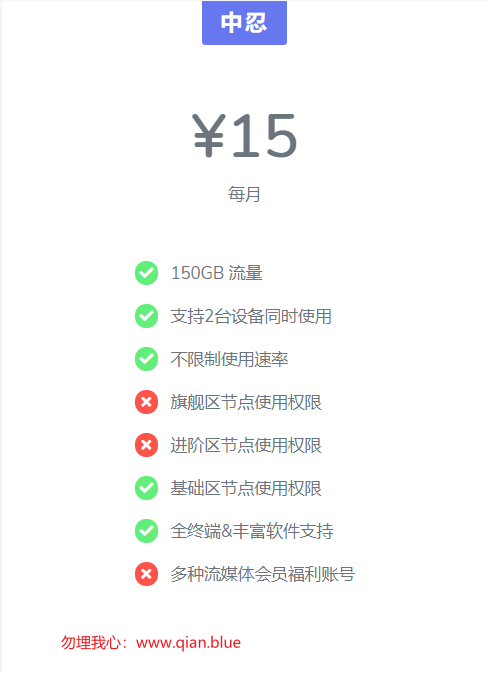 中忍
¥15
每月
150GB 流量
支持2台设备同时使用
不限制使用速率
旗舰区节点使用权限
进阶区节点使用权限
基础区节点使用权限
全终端&丰富软件支持
多种流媒体会员福利账号
勿埋我心：www.qian.blue